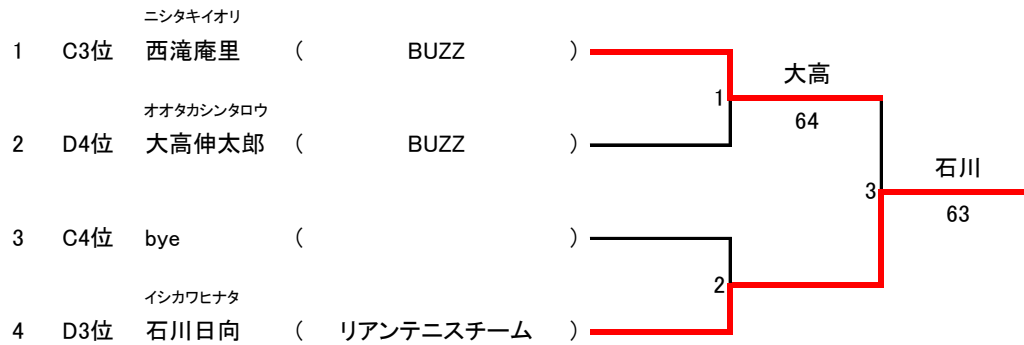 ニシタキイオリ
1 C3位 西滝庵里 ( BUZZ )
大高
1
オオタカシンタロウ
64
2 D4位 大高伸太郎 ( BUZZ )
石川
3
63
3 C4位 bye ( )
2
イシカワヒナタ
4 D3位 石川日向 ( リアンテニスチーム )